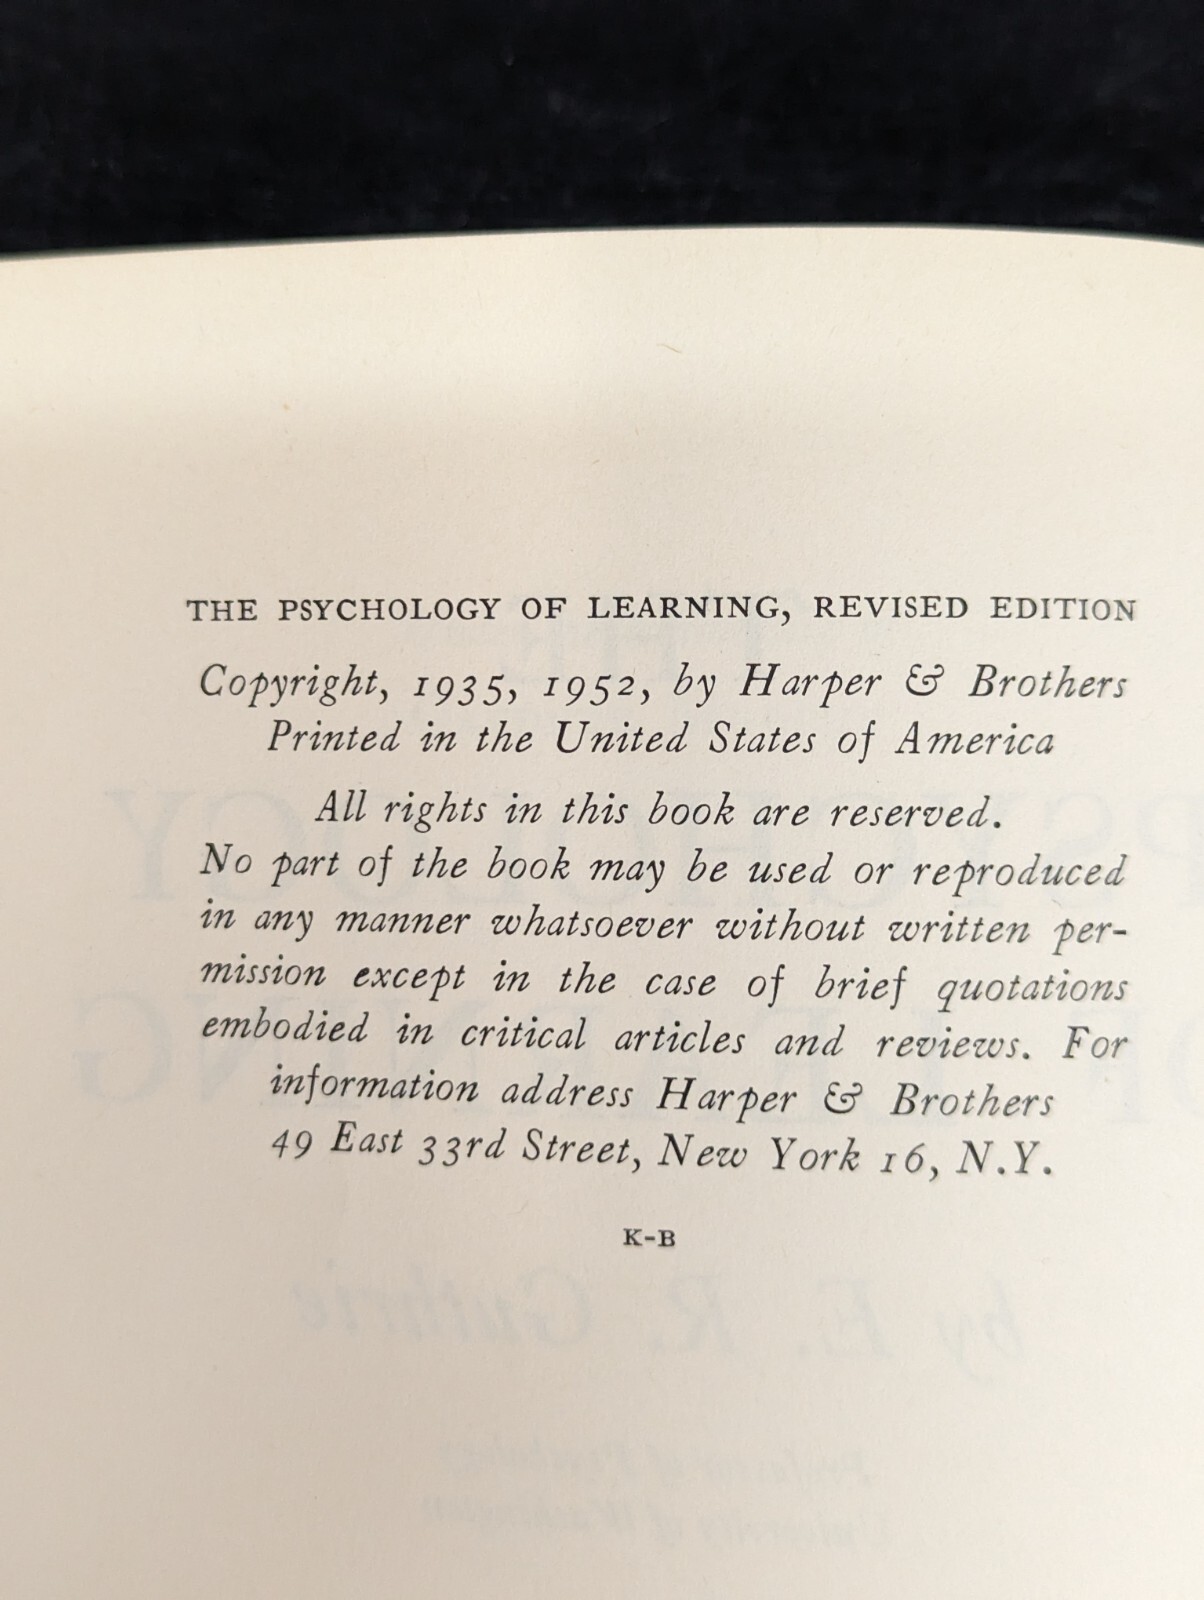 THE PSYCHOLOGY OF LEARNING, REVISED EDITION
Copyright, 1935, 1952, by Harper & Brothers
Printed in the United States of America
All rights in this book are reserved.
No part of the book may be used or reproduced
in any manner whatsoever without written per-
mission except in the case of brief quotations
embodied in critical articles and reviews. For
information address Harper & Brothers
49 East 33rd Street, New York 16, N.Y.
K-B
by E. R. Guthrie